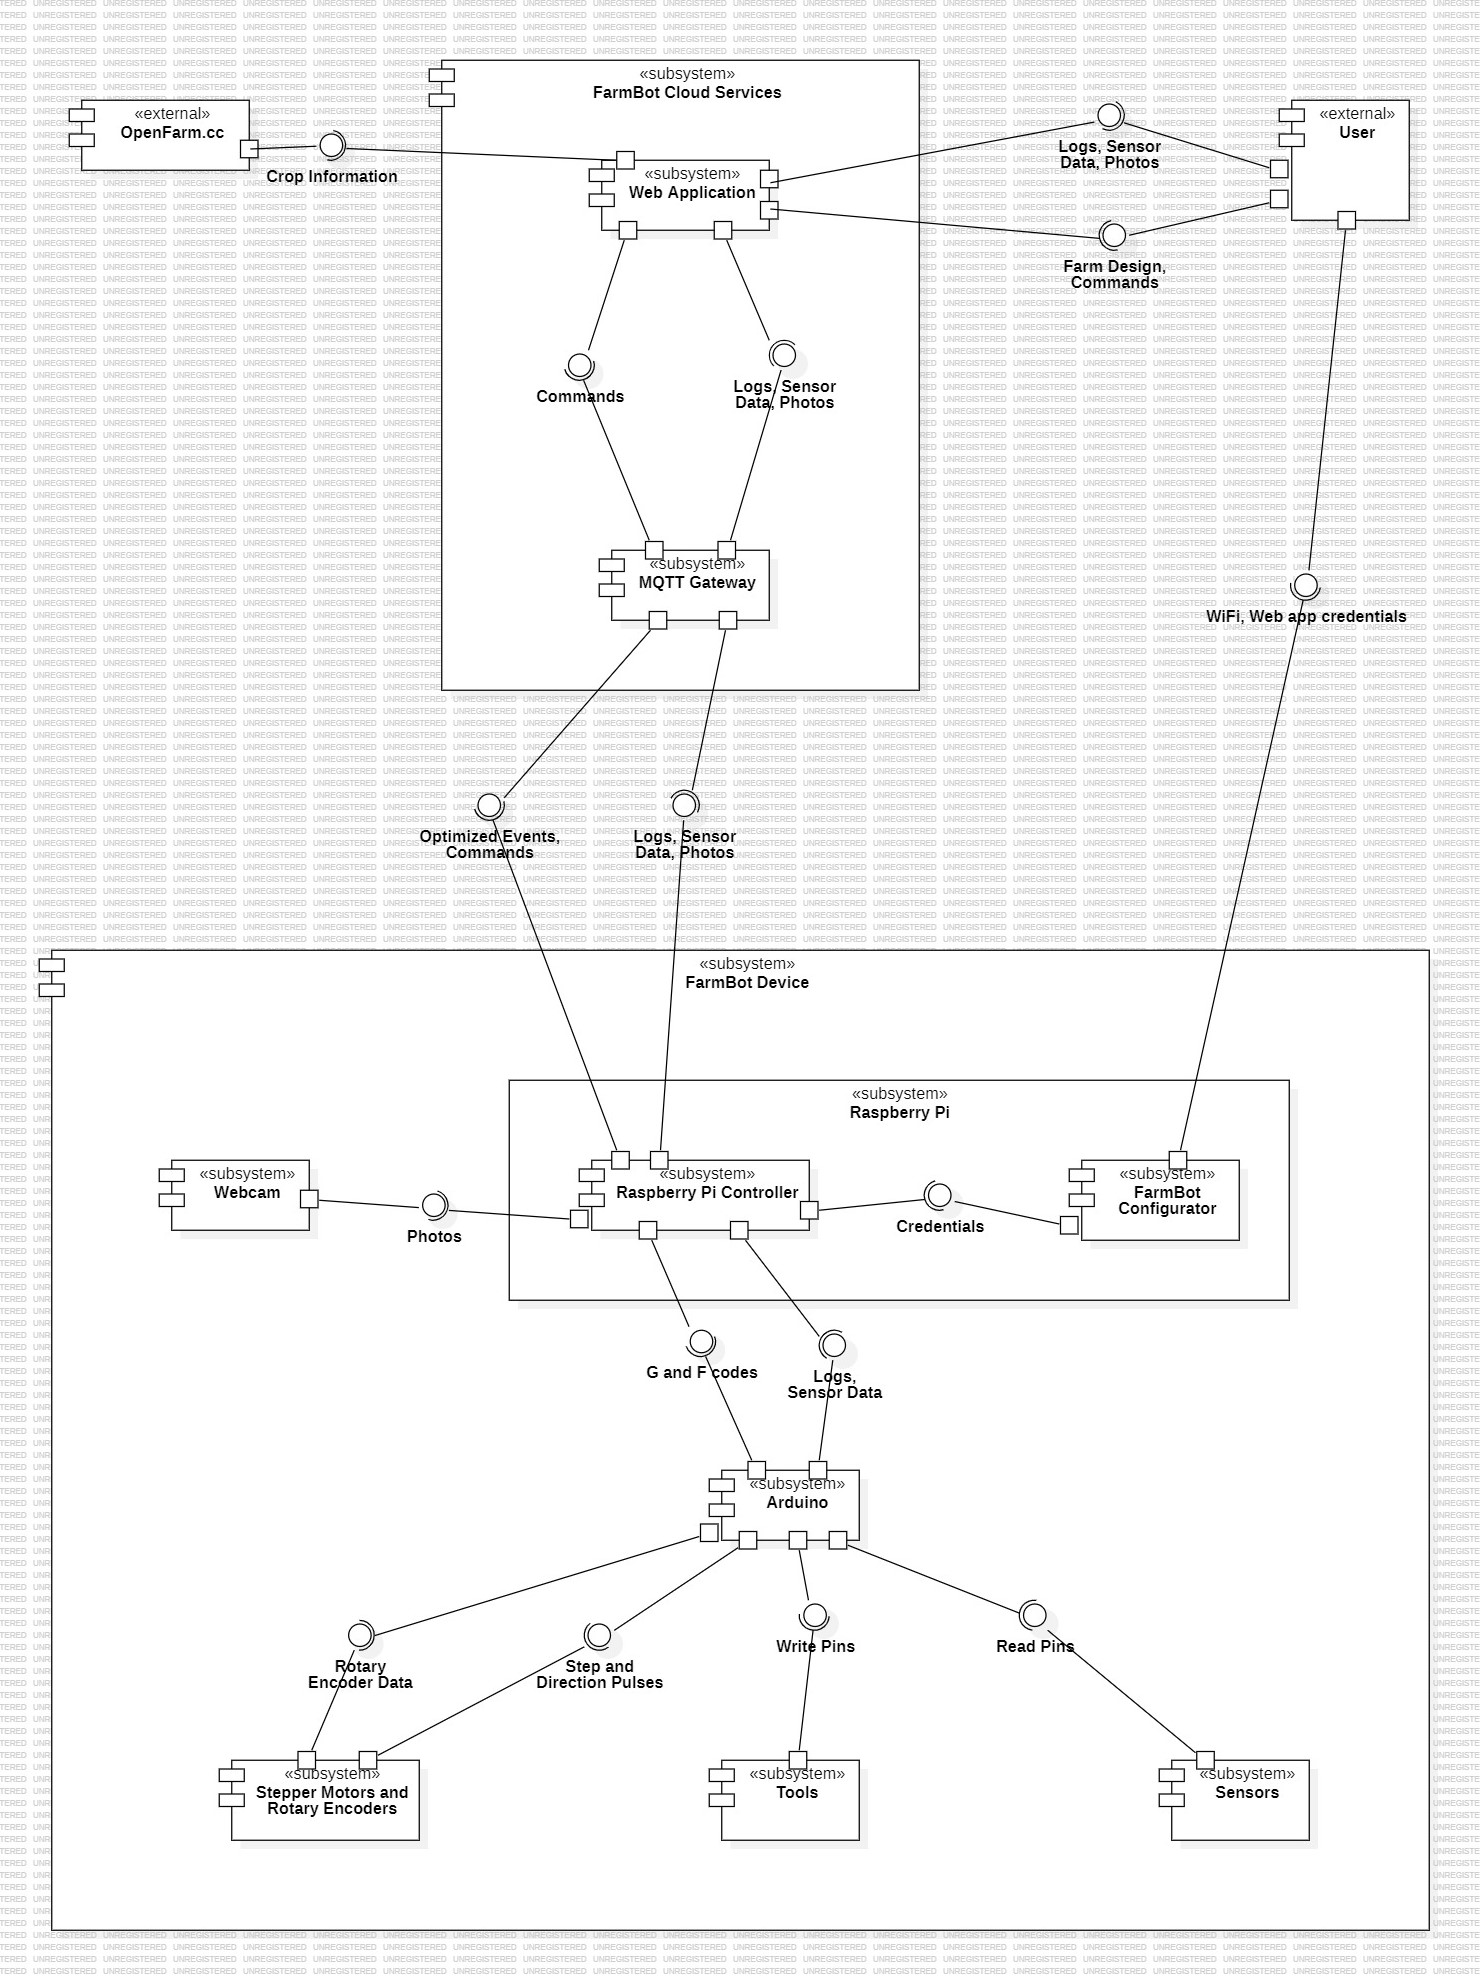 «subsystem»
FarmBot Cloud Services
«external»
OpenFarm.cc
Crop Information
«subsystem»
Web Application
Logs, Sensor
Data, Photos
«external»
User
Farm Design,
Commands
Commands
Logs, Sensor
Data, Photos
«subsystem»
MQTT Gateway
WiFi, Web app credentials
Optimized Events,
Commands
Logs, Sensor
Data, Photos
«subsystem»
FarmBot Device
«subsystem»
Raspberry Pi
«subsystem»
Webcam
Photos
«subsystem»
Raspberry Pi Controller
Credentials
«subsystem»
FarmBot
Configurator
G and F codes
Logs,
Sensor Data
«subsystem»
Arduino
Rotary
Encoder Data
Step and
Direction Pulses
Write Pins
Read Pins
«subsystem»
Stepper Motors and
Rotary Encoders
«subsystem»
Tools
«subsystem»
Sensors
UNREGISTERED